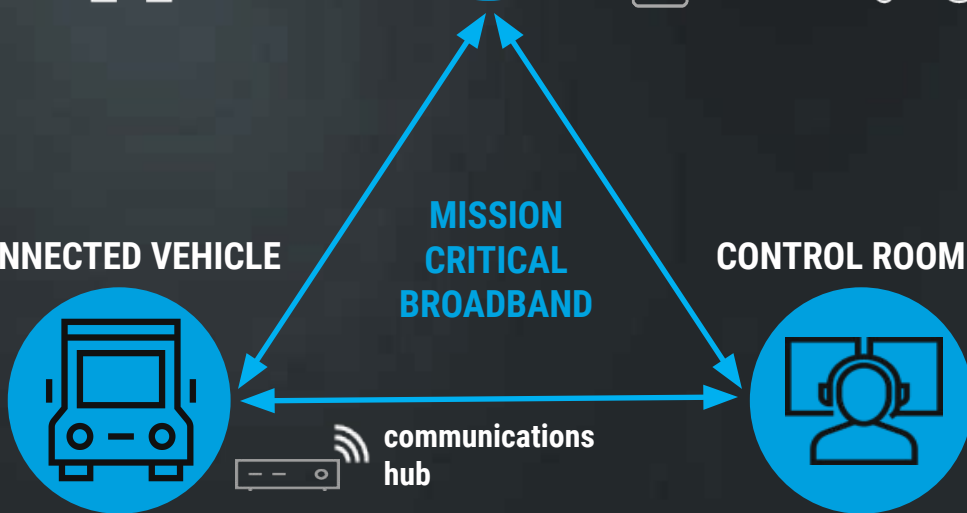 MISSION
CRITICAL
BROADBAND
NNECTED VEHICLE
CONTROL ROOM
communications
hub